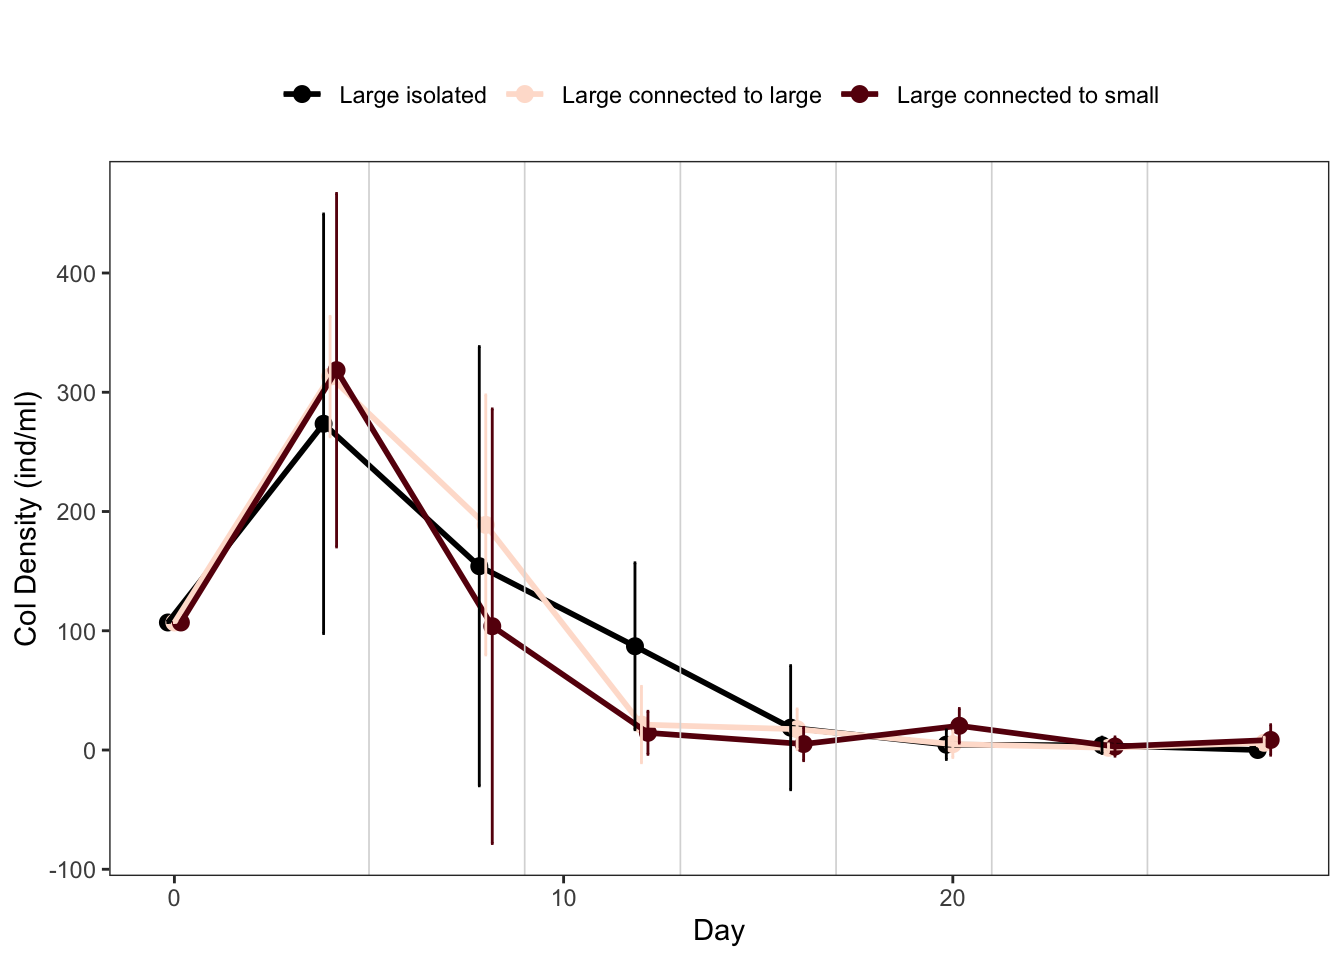 Large isolated Large connected to large Large connected to small
Col Density (ind/ml)
400
300
200
100
0
-100
0 10 20
Day